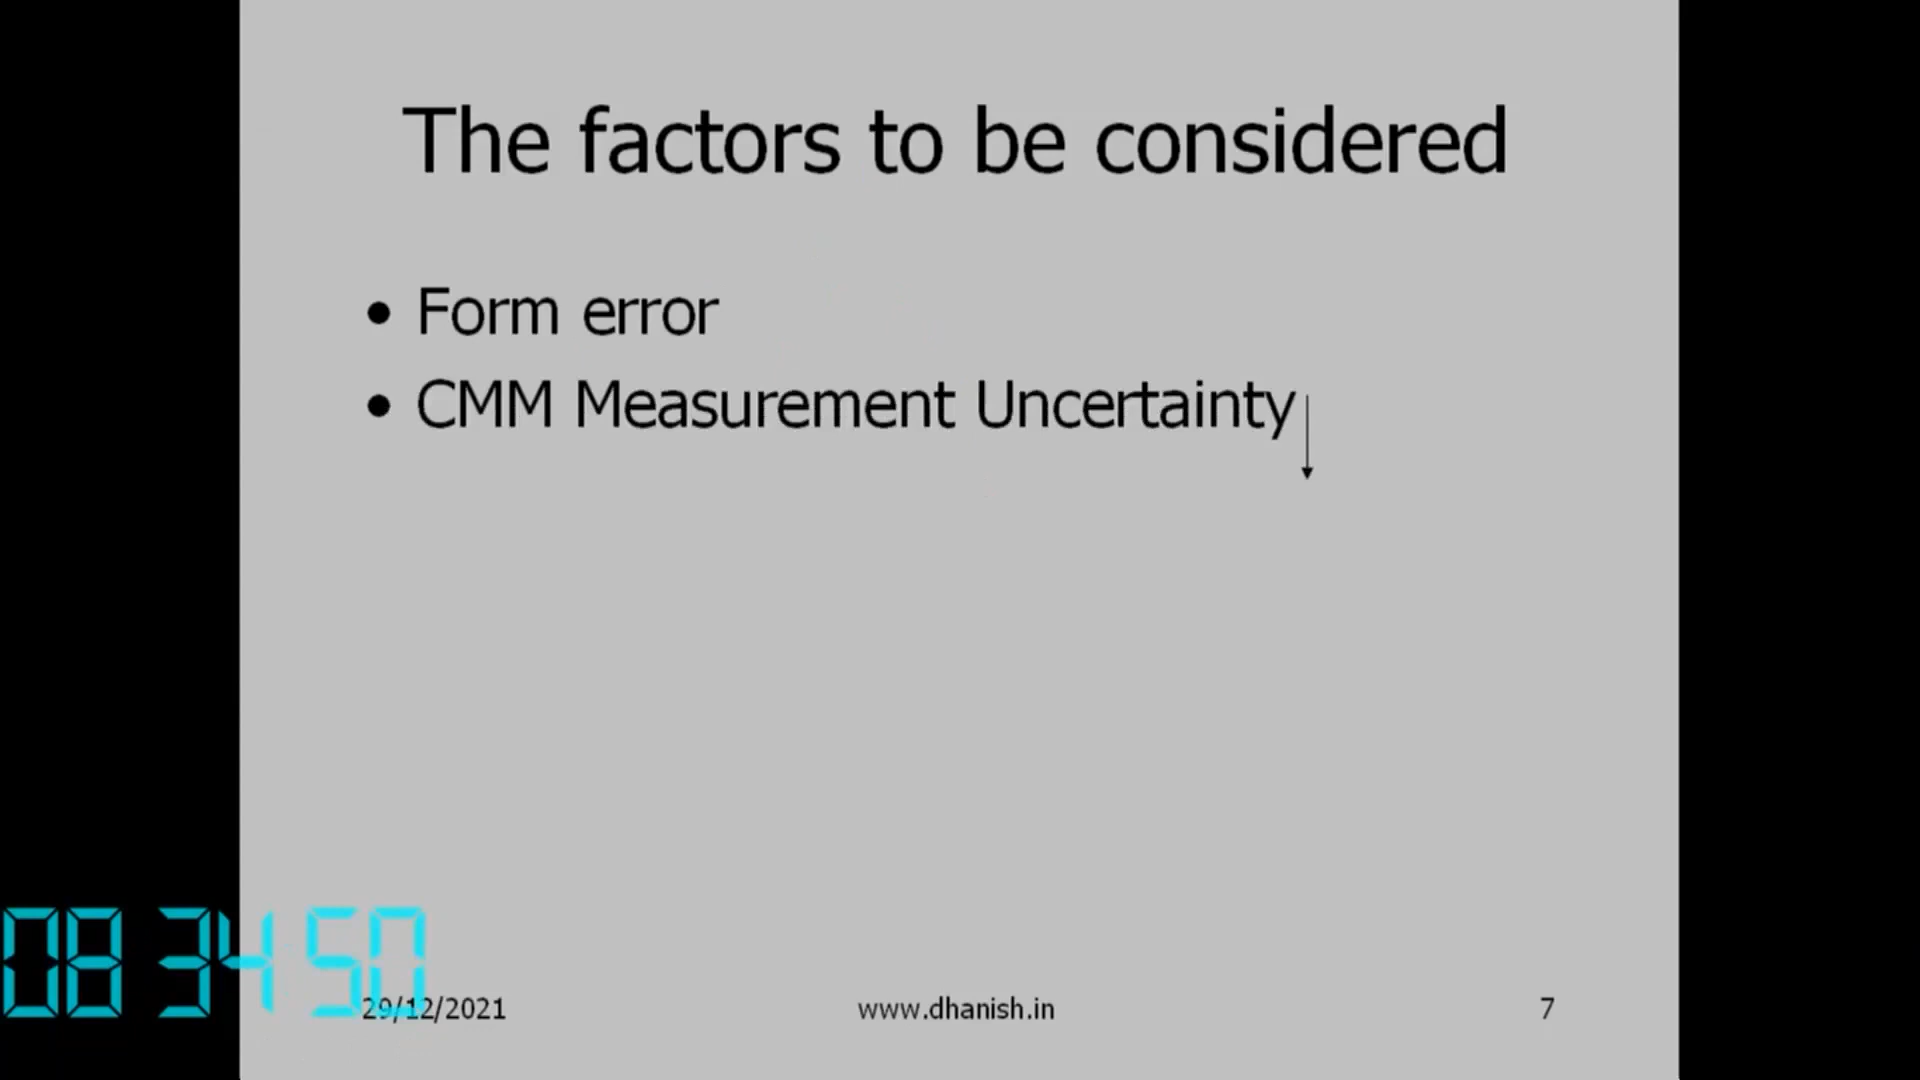 The factors to be considered
• Form error
• CMM Measurement Uncertainty
08 34 50
29/12/2021 www.dhanish.in 7